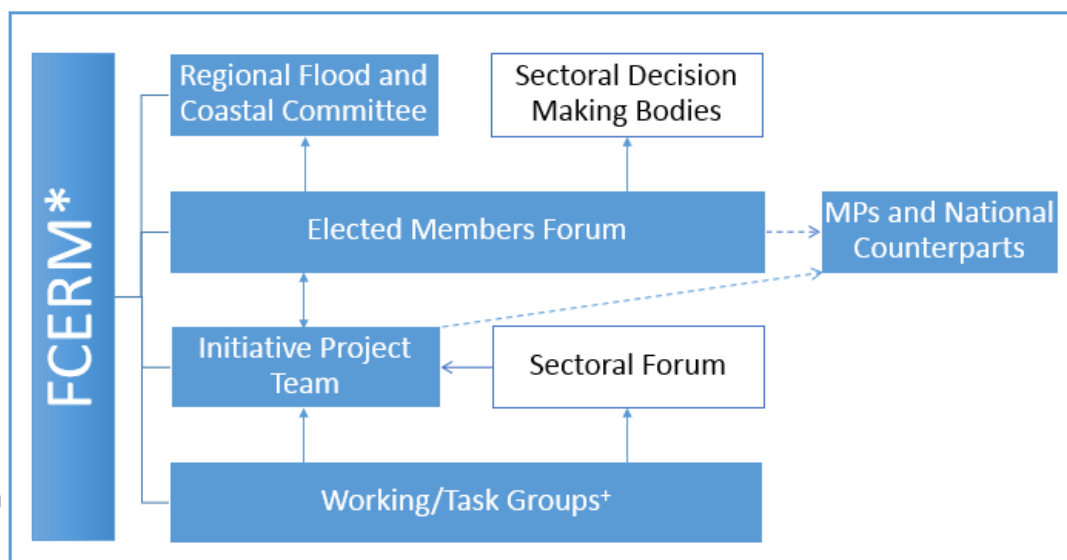 FCERM*
Regional Flood and
Coastal Committee
Sectoral Decision
Making Bodies
Elected Members Forum
MPs and National
Counterparts
Initiative Project
Team
Sectoral Forum
Working/Task Groups⁺